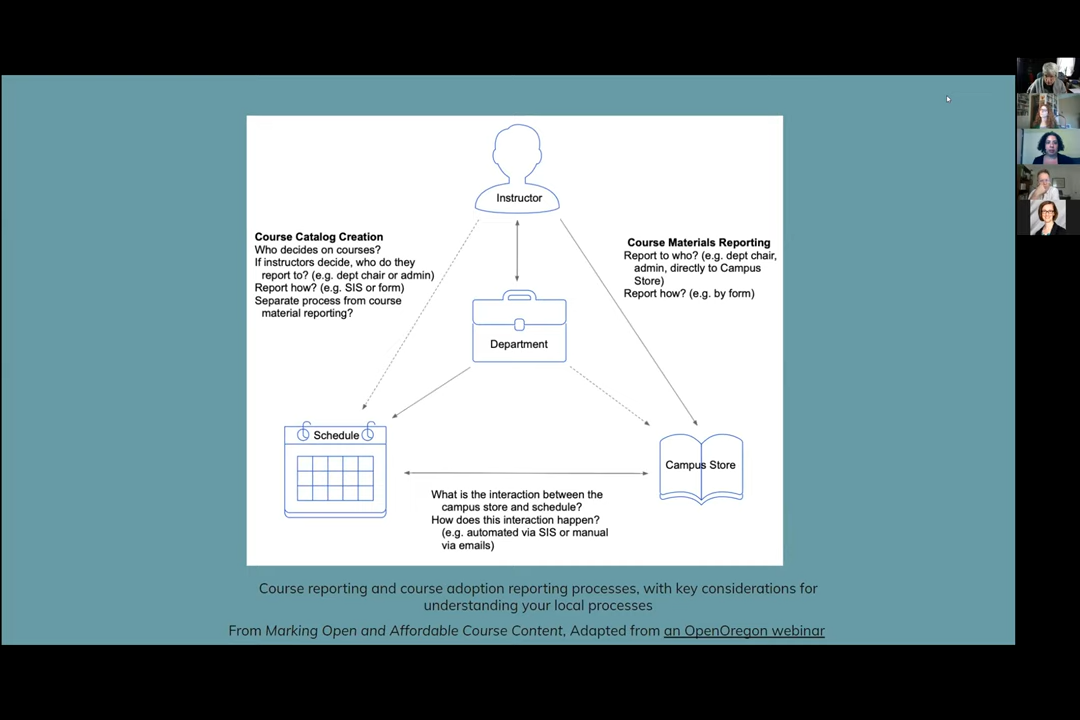 Instructor
Course Catalog Creation
Who decides on courses?
If instructors decide, who do they
report to? (e.g. dept chair or admin)
Report how? (e.g. SIS or form)
Separate process from course
material reporting?
Course Materials Reporting
Report to who? (e.g. dept chair,
admin, directly to Campus
Store)
Report how? (e.g. by form)
Department
Schedule
Campus Store
What is the interaction between the
campus store and schedule?
How does this interaction happen?
(e.g. automated via SIS or manual
via emails)
Course reporting and course adoption reporting processes, with key considerations for
understanding your local processes
From Marking Open and Affordable Course Content, Adapted from an OpenOregon webinar